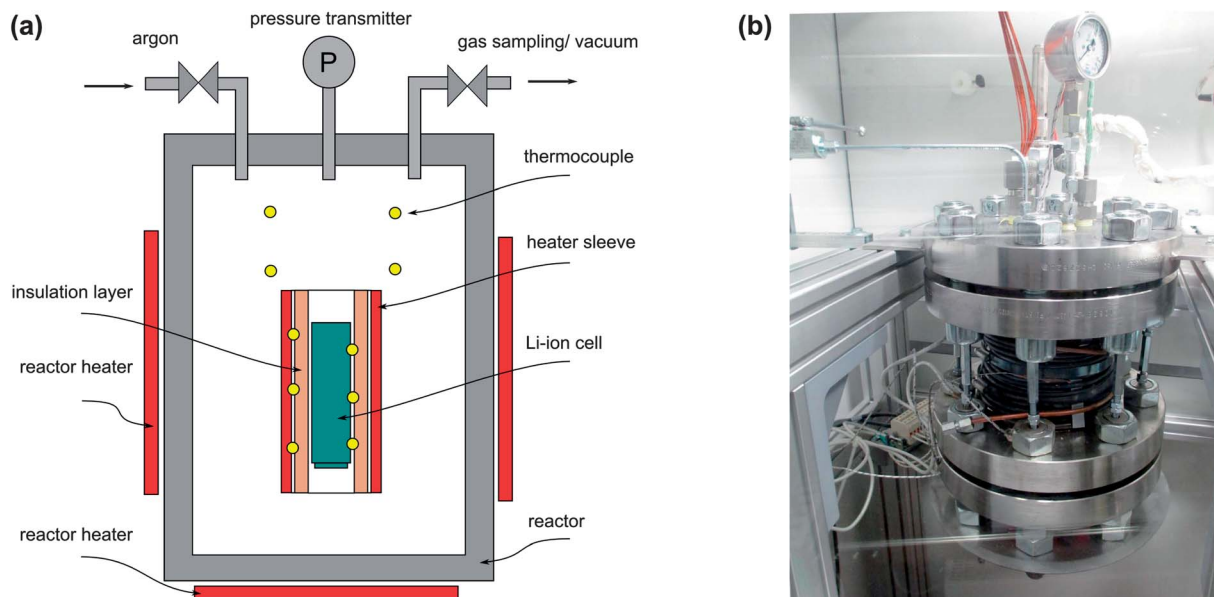 (a)
pressure transmitter
argon
gas sampling/ vacuum
P
thermocouple
heater sleeve
insulation layer
Li-ion cell
reactor heater
reactor heater
reactor
(b)